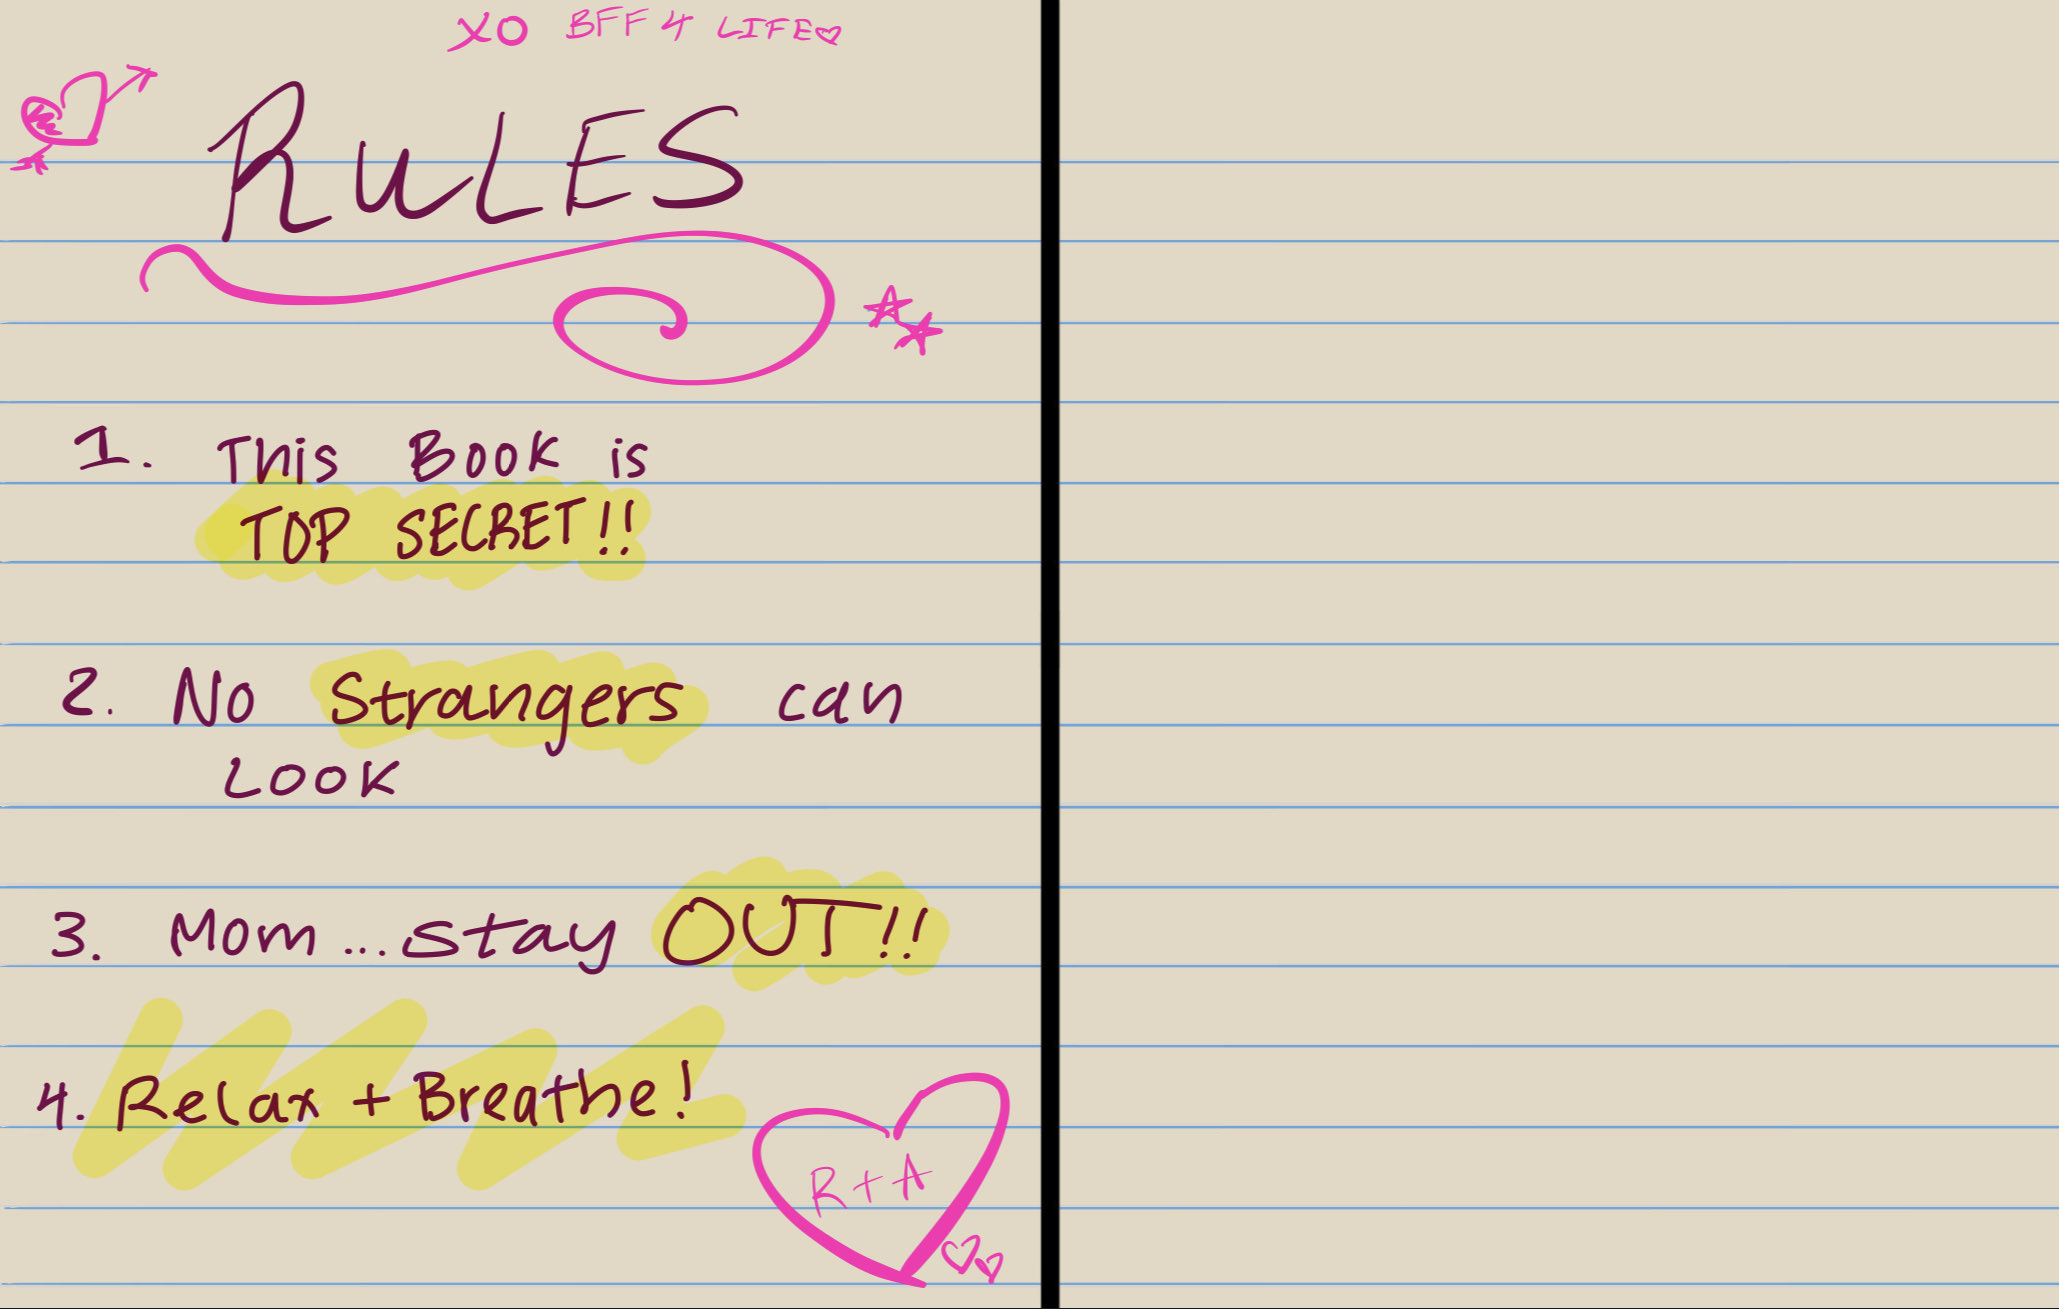 XO BFF 4 LIFE
RULES
1. This Book is
TOP SECRET!!
2. No Strangers can
LOOK
3. Mom...stay OUT!!
4. Relax + Breathe!
R+A